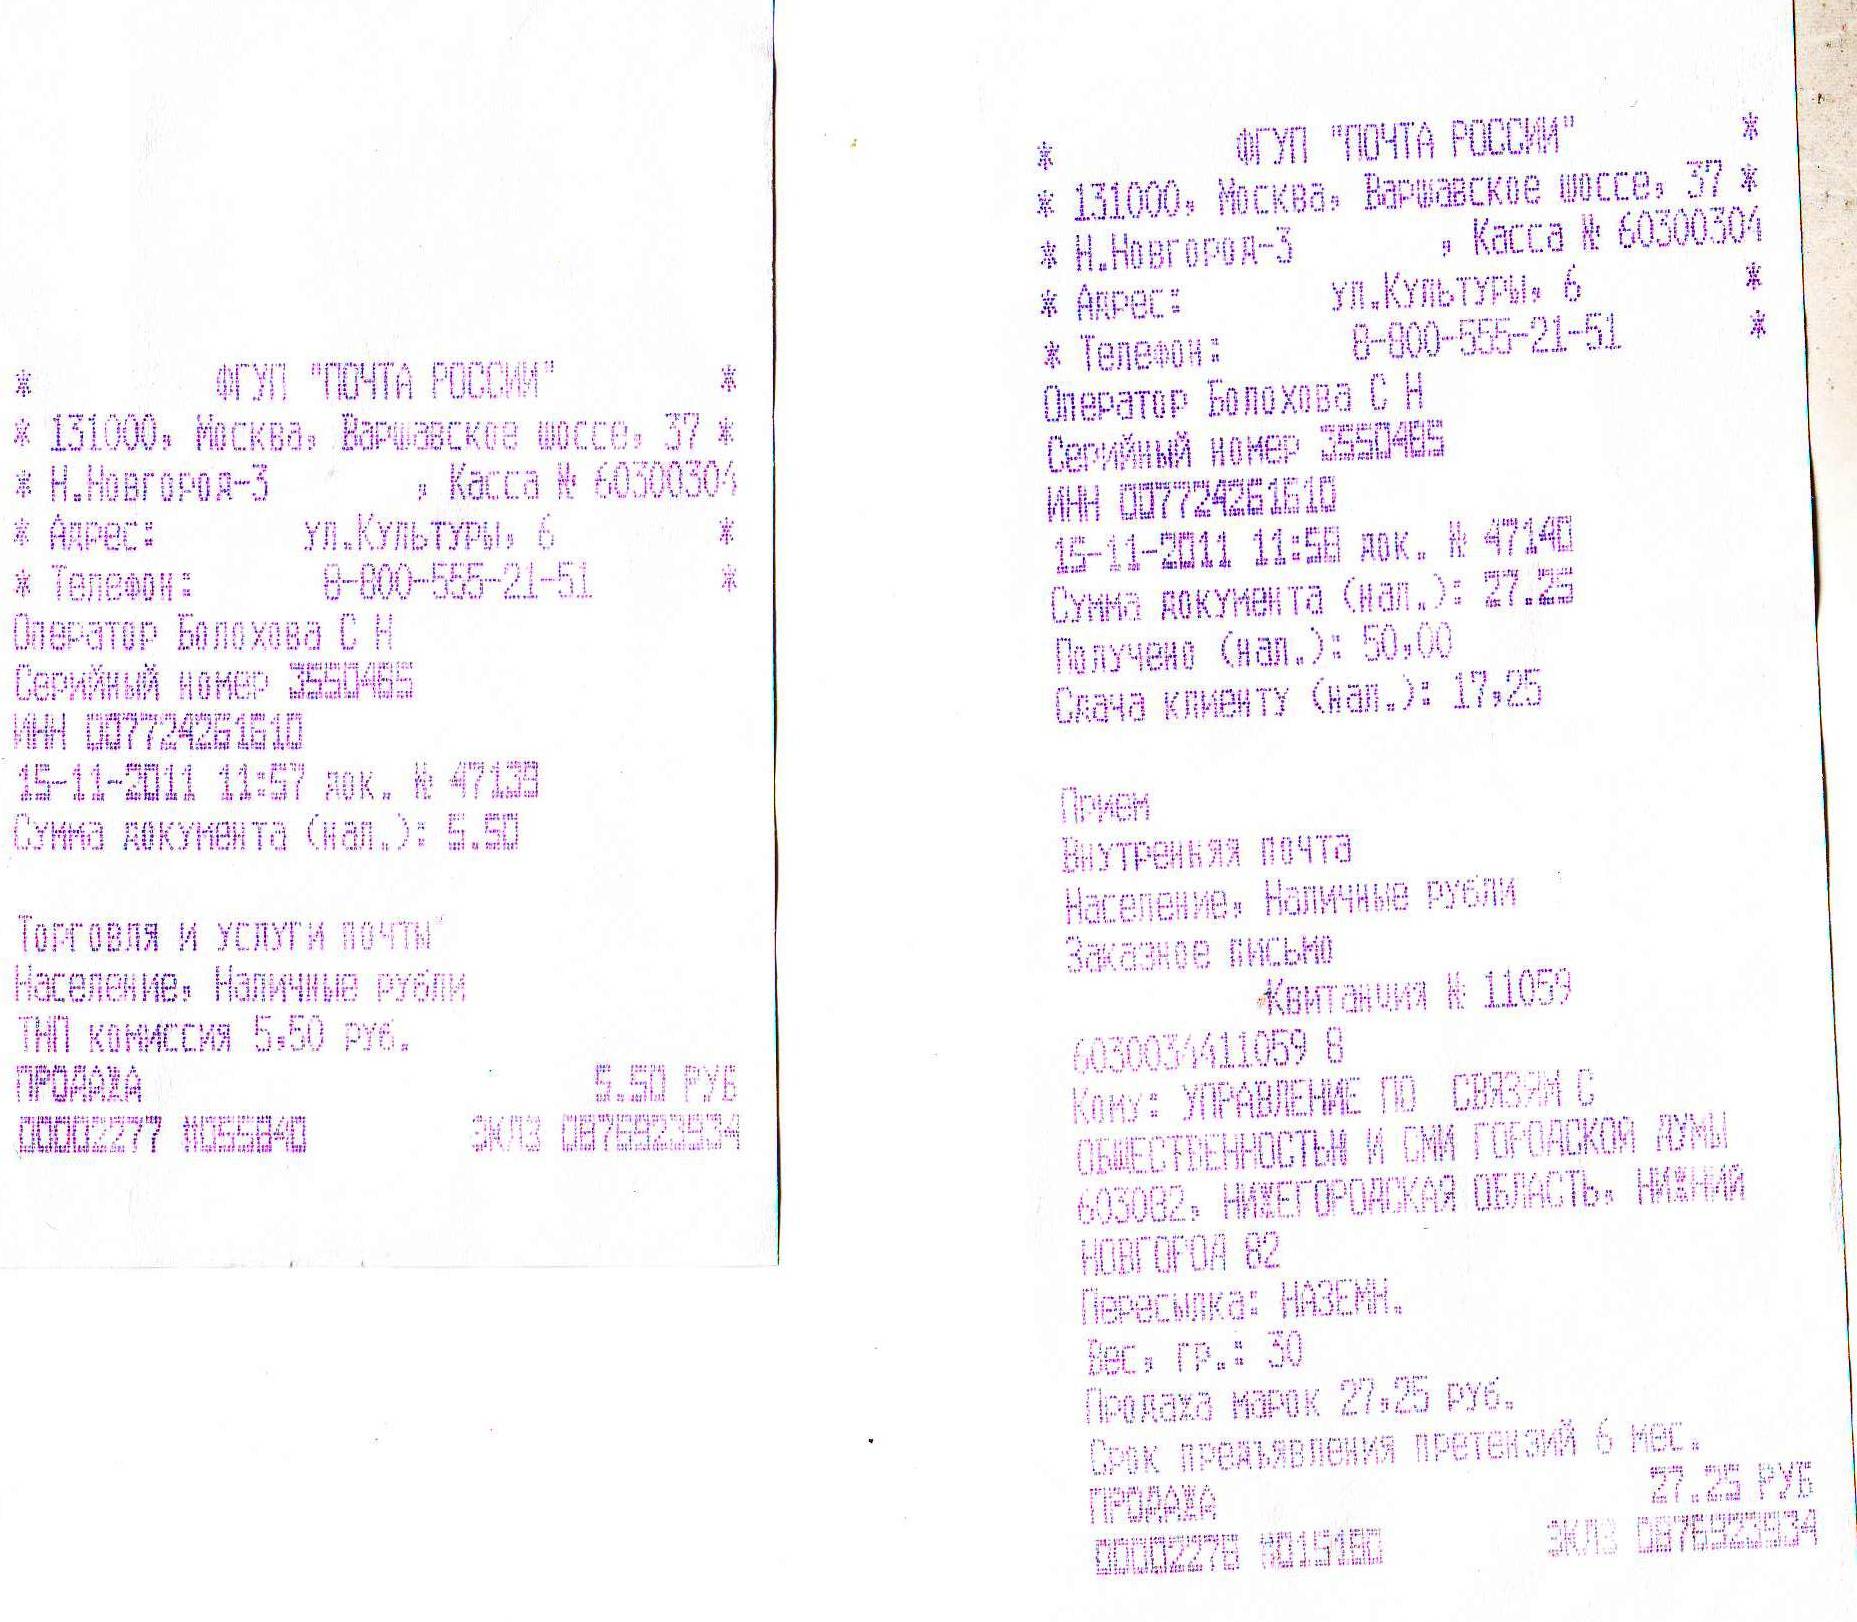 * ФГУП "ПОЧТА РОССИИ" *
* 131000, Москва, Варшавское шоссе, 37 *
* Н.Новгород-3 , Касса № 60300304
* Адрес: ул.Культуры, 6 *
* Телефон: 8-800-555-21-51 *
Оператор Болохова С Н
Серийный номер 3550465
ИНН 007724261610
15-11-2011 11:57 док. № 47139
Сумма документа (нал.): 5.50
Торговля и услуги почты
Население, Наличные рубли
ТНП комиссия 5,50 руб.
ПРОДАЖА 5.50 РУБ
00002277 #055840 ЭКЛЗ 0876923934
* ФГУП "ПОЧТА РОССИИ" *
* 131000, Москва, Варшавское шоссе, 37 *
* Н.Новгород-3 , Касса № 60300304
* Адрес: ул.Культуры, 6 *
* Телефон: 8-800-555-21-51 *
Оператор Болохова С Н
Серийный номер 3550465
ИНН 007724261610
15-11-2011 11:58 док. № 47140
Сумма документа (нал.): 27.25
Получено (нал.): 50,00
Сдача клиенту (нал.): 17,25
Прием
Внутренняя почта
Население, Наличные рубли
Заказное письмо
Квитанция № 11059
6030034411059 8
Кому: УПРАВЛЕНИЕ ПО СВЯЗЯМ С
ОБЩЕСТВЕННОСТЬЮ И СМИ ГОРОДСКОЙ ДУМЫ
603082, НИЖЕГОРОДСКАЯ ОБЛАСТЬ, НИЖНИЙ
НОВГОРОД 82
Пересылка: НАЗЕМН.
Вес, гр.: 30
Продажа марок 27,25 руб.
Срок предъявления претензий 6 мес.
ПРОДАЖА 27.25 РУБ
00002278 #015160 ЭКЛЗ 0876923934